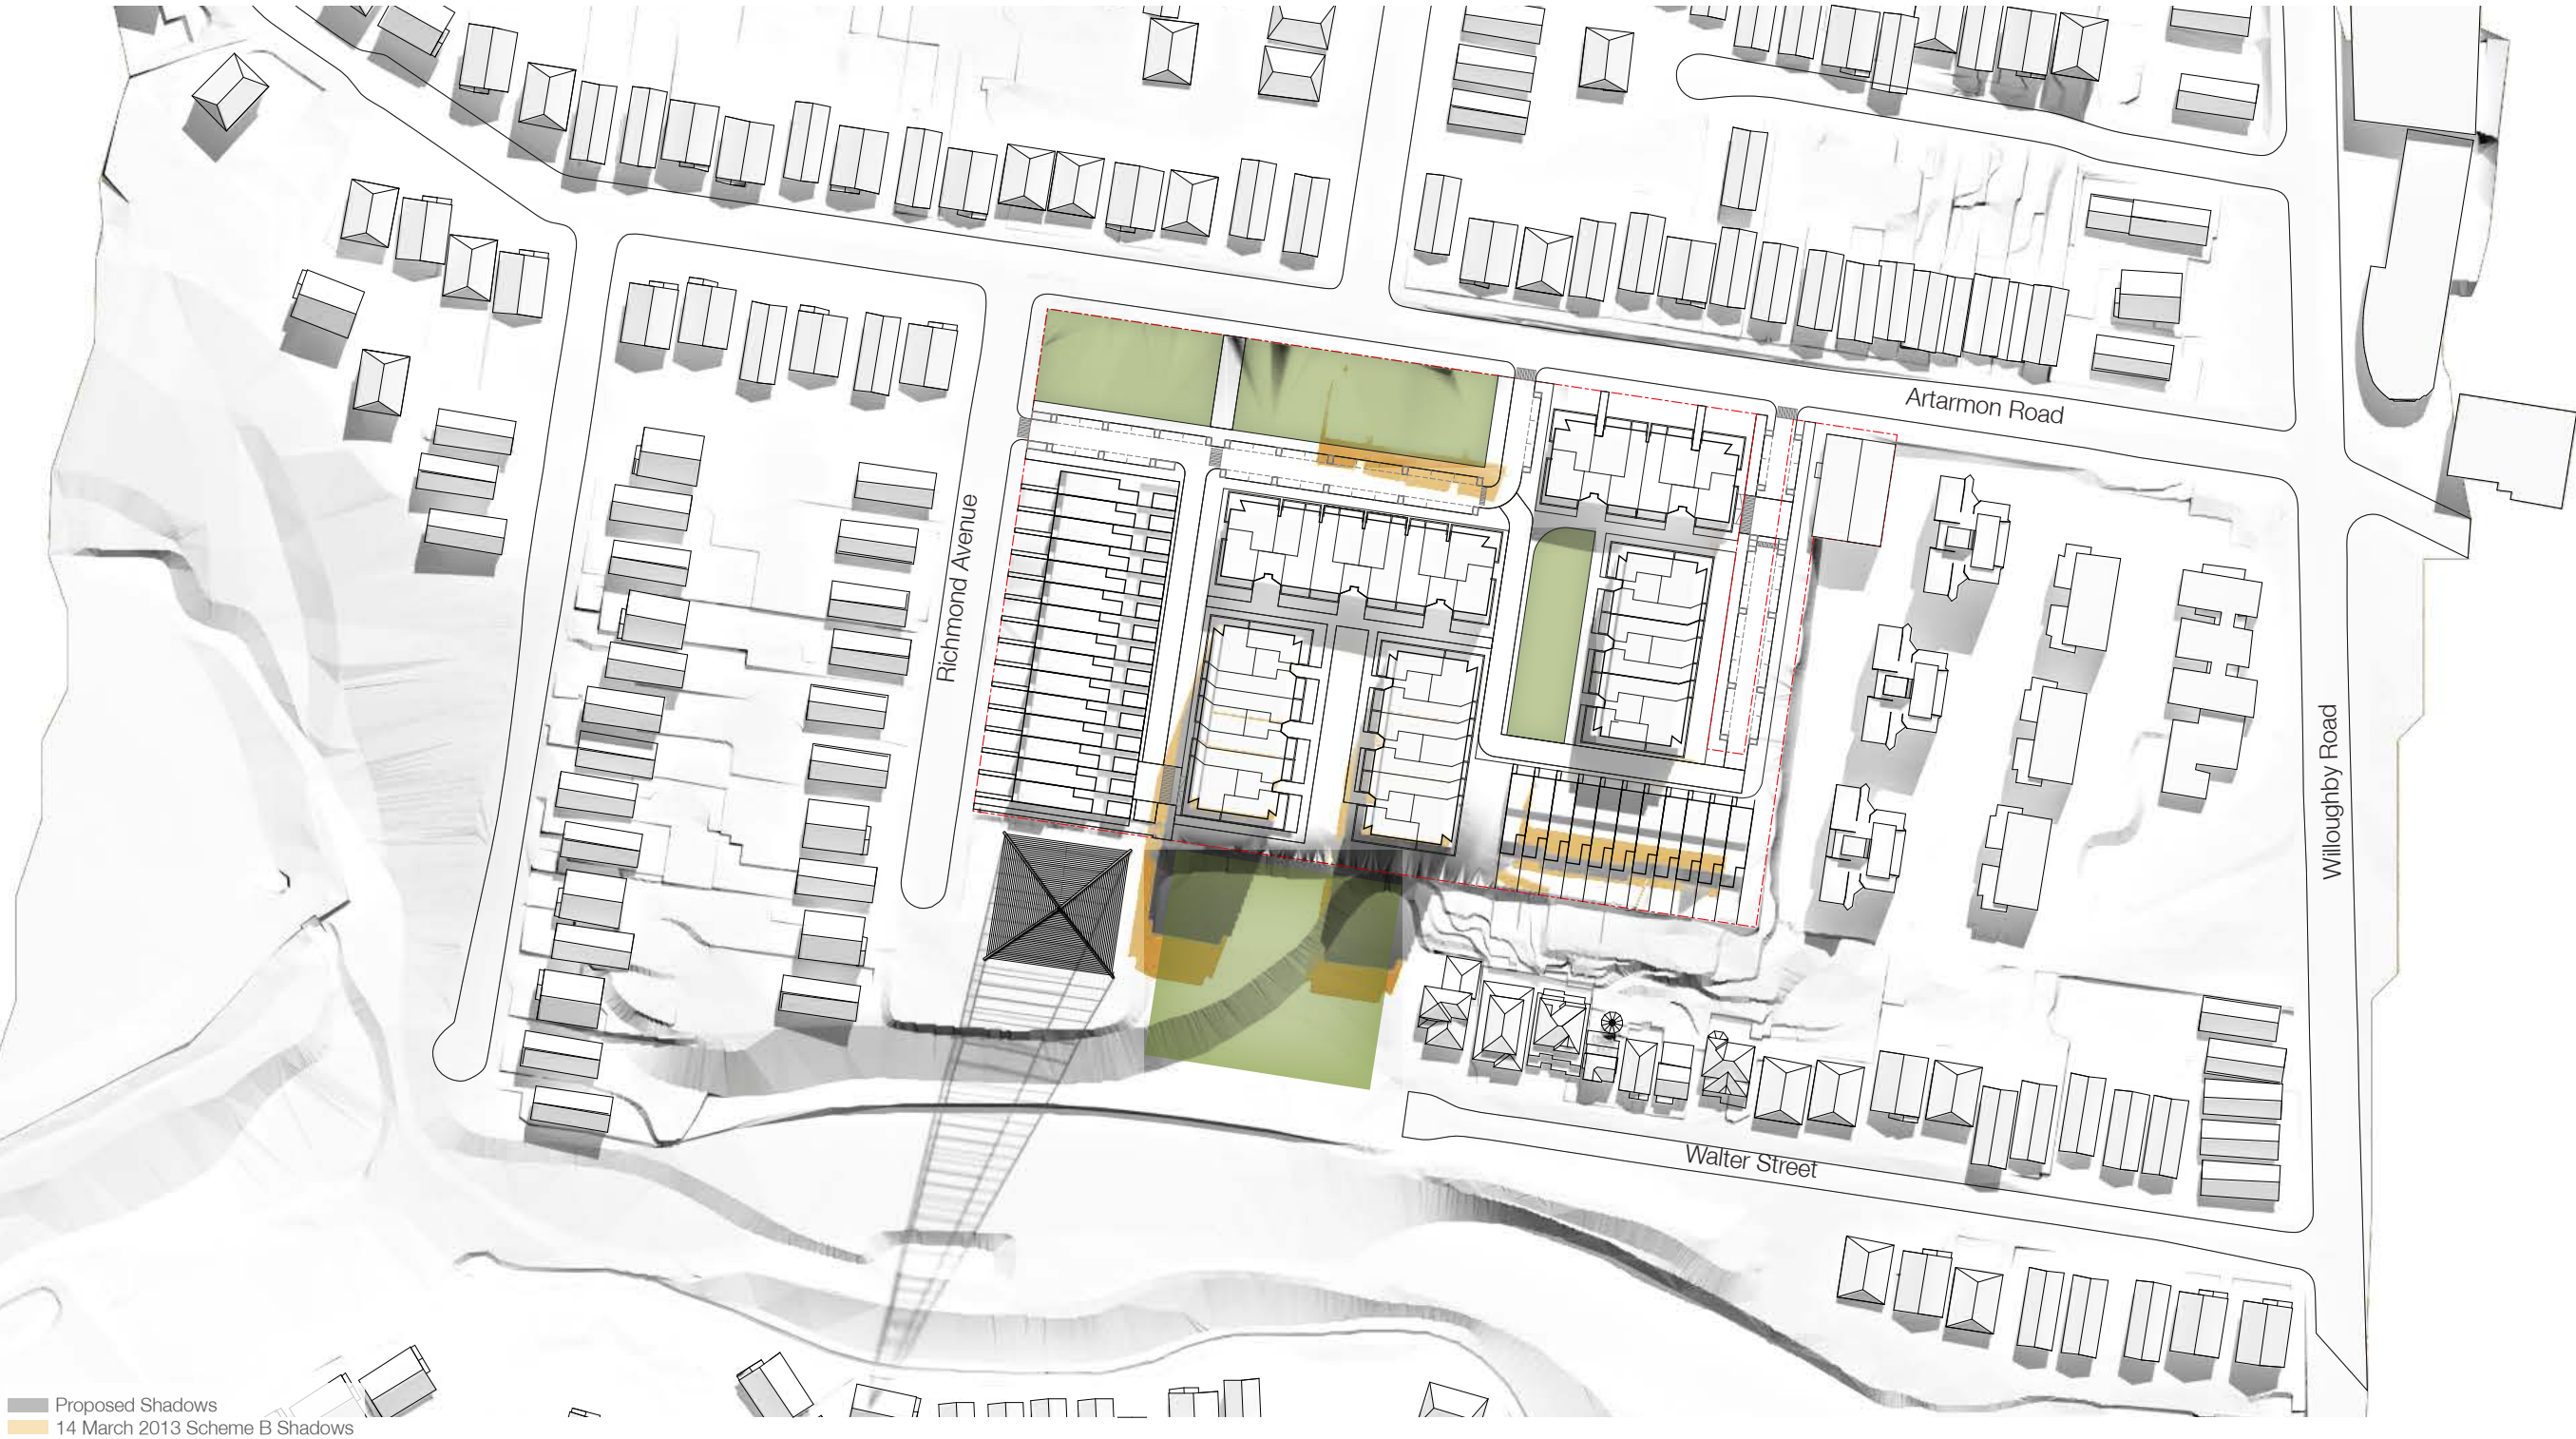 Artarmon Road
Richmond Avenue
Willoughby Road
Walter Street
Proposed Shadows
14 March 2013 Scheme B Shadows